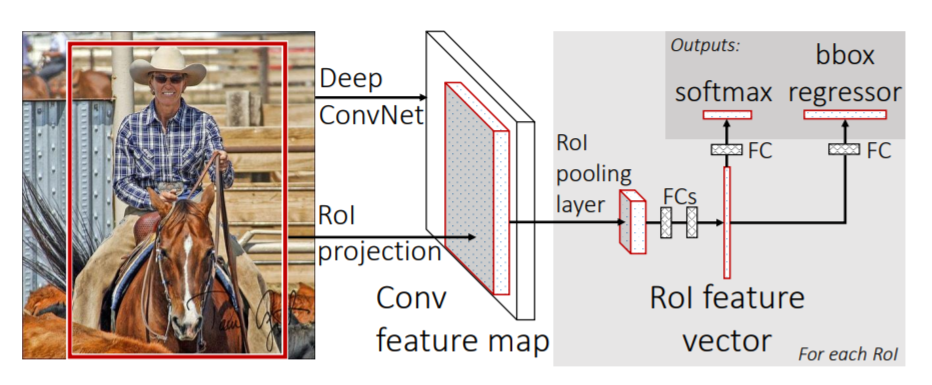 Deep
ConvNet
RoI
projection
Conv
feature map
RoI
pooling
layer
FCs
RoI feature
vector
For each RoI
Outputs:
softmax
bbox
regressor
FC
FC